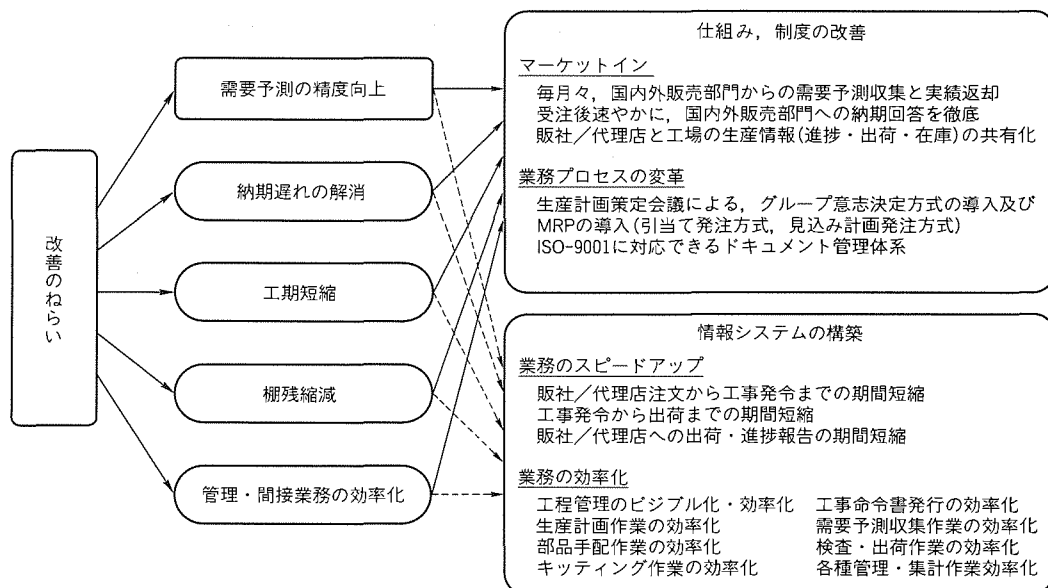 改善のねらい
需要予測の精度向上
納期遅れの解消
工期短縮
棚残縮減
管理・間接業務の効率化
仕組み，制度の改善
マーケットイン
毎月々，国内外販売部門からの需要予測収集と実績返却
受注後速やかに，国内外販売部門への納期回答を徹底
販社／代理店と工場の生産情報(進捗・出荷・在庫)の共有化
業務プロセスの変革
生産計画策定会議による，グループ意志決定方式の導入及び
MRPの導入(引当て発注方式，見込み計画発注方式)
ISO-9001に対応できるドキュメント管理体系
情報システムの構築
業務のスピードアップ
販社／代理店注文から工事発令までの期間短縮
工事発令から出荷までの期間短縮
販社／代理店への出荷・進捗報告の期間短縮
業務の効率化
工程管理のビジブル化・効率化　工事命令書発行の効率化
生産計画作業の効率化　需要予測収集作業の効率化
部品手配作業の効率化　検査・出荷作業の効率化
キッティング作業の効率化　各種管理・集計作業効率化